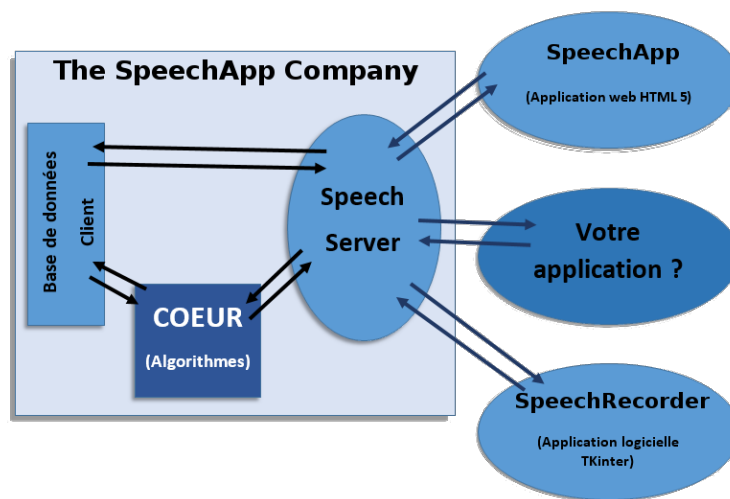 The SpeechApp Company
Base de données
Client
COEUR
(Algorithmes)
Speech
Server
SpeechApp
(Application web HTML 5)
Votre
application ?
SpeechRecorder
(Application logicielle
TKinter)